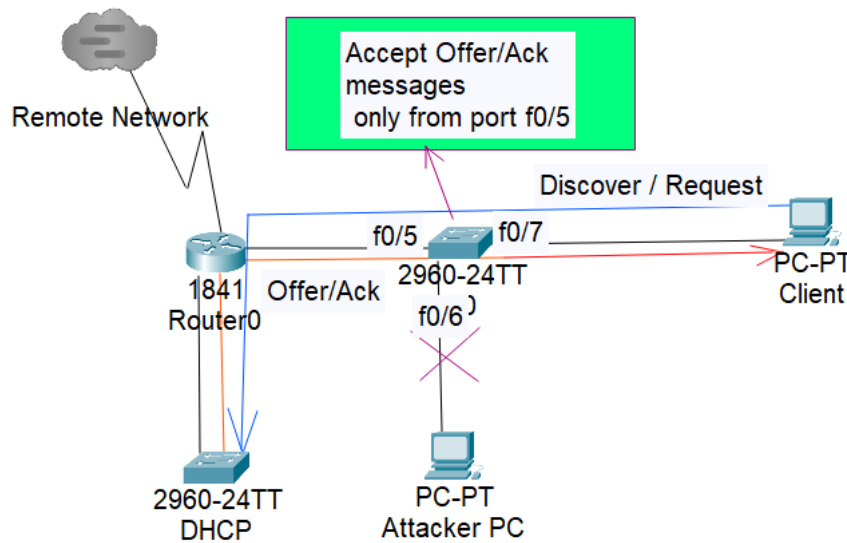 Accept Offer/Ack
messages
only from port f0/5
Remote Network
Discover / Request
f0/5
f0/7
1841
Router0
Offer/Ack
2960-24TT
f0/6
PC-PT
Client
2960-24TT
DHCP
PC-PT
Attacker PC